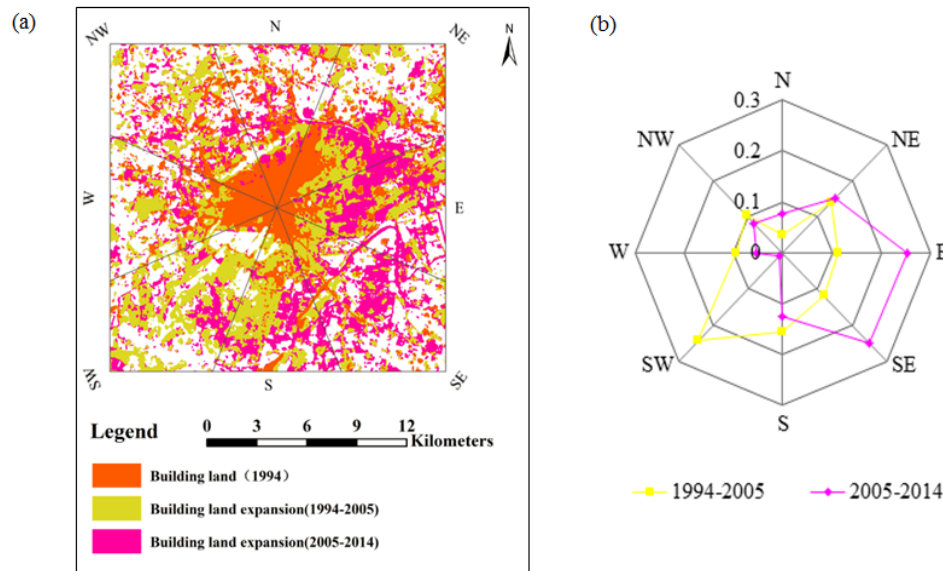 (a)
NW
N
NE
N
W
E
SW
S
SE
Legend
0 3 6 9 12
Kilometers
Building land（1994）
Building land expansion(1994-2005)
Building land expansion(2005-2014)
(b)
N
0.3
NW
NE
0.2
0.1
W
0
E
SW
SE
S
1994-2005
2005-2014